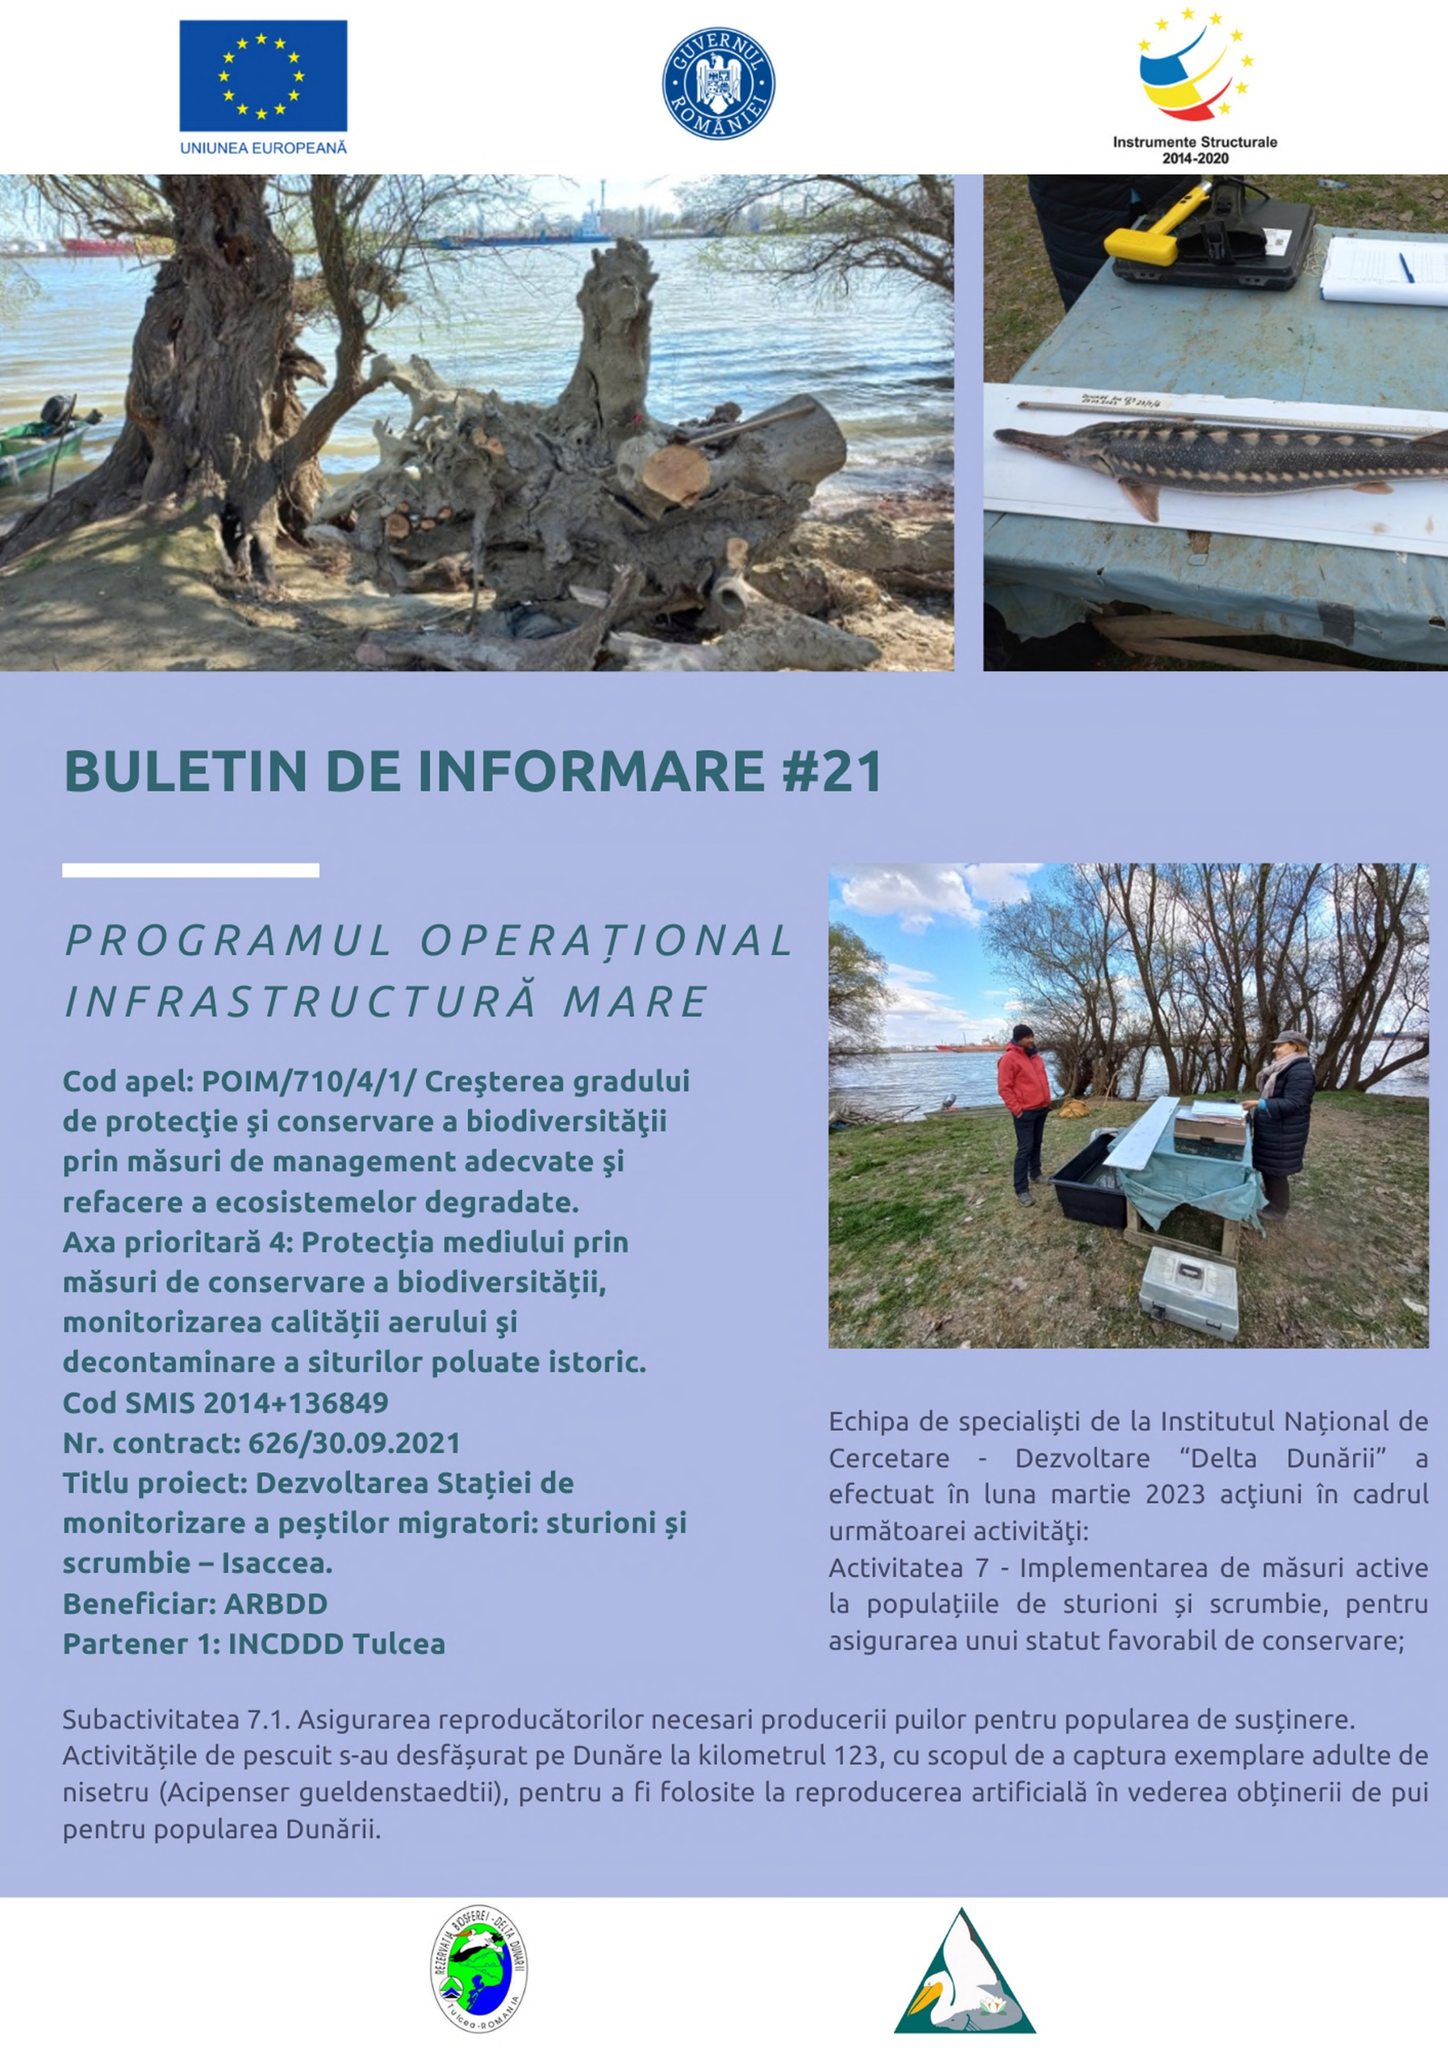 UNIUNEA EUROPEANĂ
GUVERNUL ROMÂNIEI
Instrumente Structurale
2014-2020
BULETIN DE INFORMARE #21
PROGRAMUL OPERAȚIONAL
INFRASTRUCTURĂ MARE
Cod apel: POIM/710/4/1/ Creşterea gradului
de protecţie şi conservare a biodiversităţii
prin măsuri de management adecvate şi
refacere a ecosistemelor degradate.
Axa prioritară 4: Protecția mediului prin
măsuri de conservare a biodiversității,
monitorizarea calității aerului şi
decontaminare a siturilor poluate istoric.
Cod SMIS 2014+136849
Nr. contract: 626/30.09.2021
Titlu proiect: Dezvoltarea Stației de
monitorizare a peștilor migratori: sturioni și
scrumbie – Isaccea.
Beneficiar: ARBDD
Partener 1: INCDDD Tulcea
Echipa de specialiști de la Institutul Național de
Cercetare - Dezvoltare “Delta Dunării” a
efectuat în luna martie 2023 acţiuni în cadrul
următoarei activităţi:
Activitatea 7 - Implementarea de măsuri active
la populațiile de sturioni și scrumbie, pentru
asigurarea unui statut favorabil de conservare;
Subactivitatea 7.1. Asigurarea reproducătorilor necesari producerii puilor pentru popularea de susținere.
Activitățile de pescuit s-au desfășurat pe Dunăre la kilometrul 123, cu scopul de a captura exemplare adulte de
nisetru (Acipenser gueldenstaedtii), pentru a fi folosite la reproducerea artificială în vederea obținerii de pui
pentru popularea Dunării.
REZERVATIA BIOSFEREI - DELTA DUNARII
Tulcea - ROMANIA